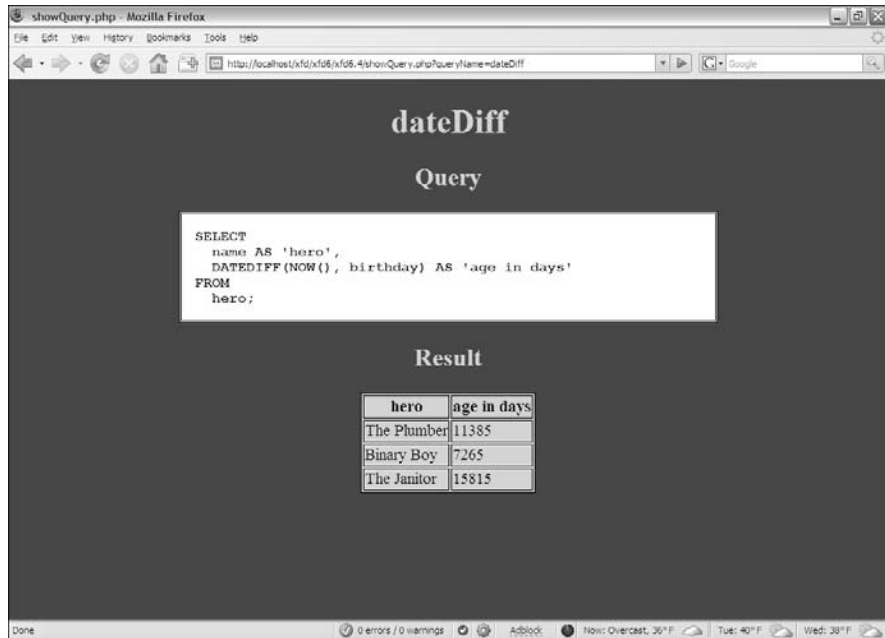 showQuery.php - Mozilla Firefox
File Edit View History Bookmarks Tools Help
http://localhost/xfd/xfd6/xfd6.4/showQuery.php?queryName=dateDiff
Google
dateDiff
Query
SELECT
name AS 'hero',
DATEDIFF(NOW(), birthday) AS 'age in days'
FROM
hero;
Result
hero age in days
The Plumber 11385
Binary Boy 7265
The Janitor 15815
Done 0 errors / 0 warnings Adblock Now: Overcast, 36° F Tue: 40° F Wed: 38° F